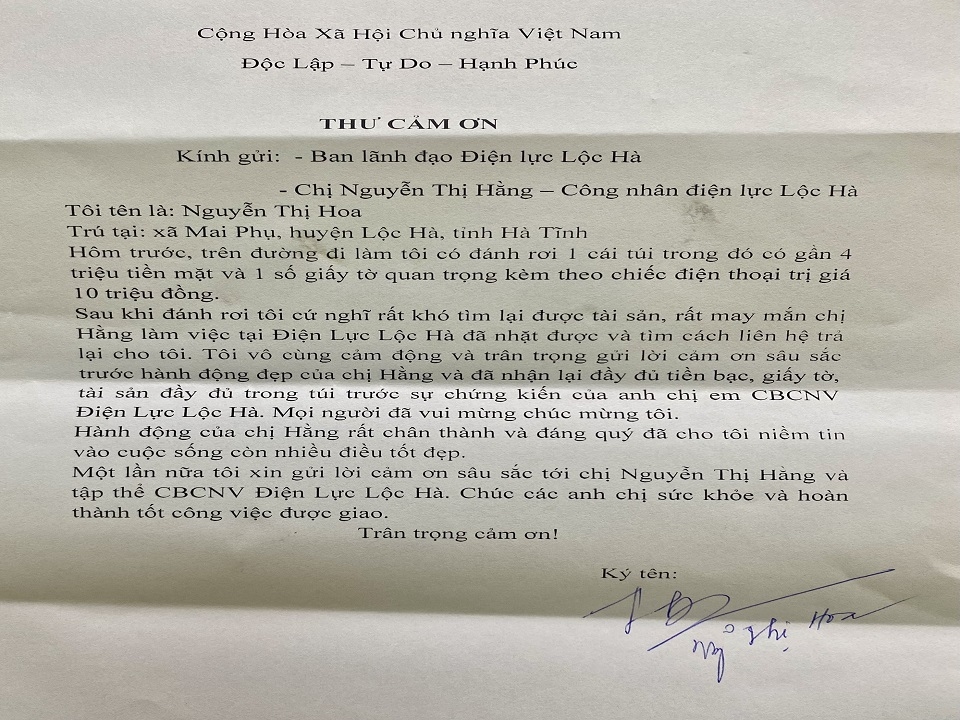 Cộng Hòa Xã Hội Chủ nghĩa Việt Nam
Độc Lập – Tự Do – Hạnh Phúc
THƯ CẢM ƠN
Kính gửi: - Ban lãnh đạo Điện lực Lộc Hà
- Chị Nguyễn Thị Hằng – Công nhân điện lực Lộc Hà
Tôi tên là: Nguyễn Thị Hoa
Trú tại: xã Mai Phụ, huyện Lộc Hà, tỉnh Hà Tĩnh
Hôm trước, trên đường đi làm tôi có đánh rơi 1 cái túi trong đó có gần 4
triệu tiền mặt và 1 số giấy tờ quan trọng kèm theo chiếc điện thoại trị giá
10 triệu đồng.
Sau khi đánh rơi tôi cứ nghĩ rất khó tìm lại được tài sản, rất may mắn chị
Hằng làm việc tại Điện Lực Lộc Hà đã nhặt được và tìm cách liên hệ trả
lại cho tôi. Tôi vô cùng cảm động và trân trọng gửi lời cảm ơn sâu sắc
trước hành động đẹp của chị Hằng và đã nhận lại đầy đủ tiền bạc, giấy tờ,
tài sản đầy đủ trong túi trước sự chứng kiến của anh chị em CBCNV
Điện Lực Lộc Hà. Mọi người đã vui mừng chúc mừng tôi.
Hành động của chị Hằng rất chân thành và đáng quý đã cho tôi niềm tin
vào cuộc sống còn nhiều điều tốt đẹp.
Một lần nữa tôi xin gửi lời cảm ơn sâu sắc tới chị Nguyễn Thị Hằng và
tập thể CBCNV Điện Lực Lộc Hà. Chúc các anh chị sức khỏe và hoàn
thành tốt công việc được giao.
Trân trọng cảm ơn!
Ký tên:
Thị Hoa